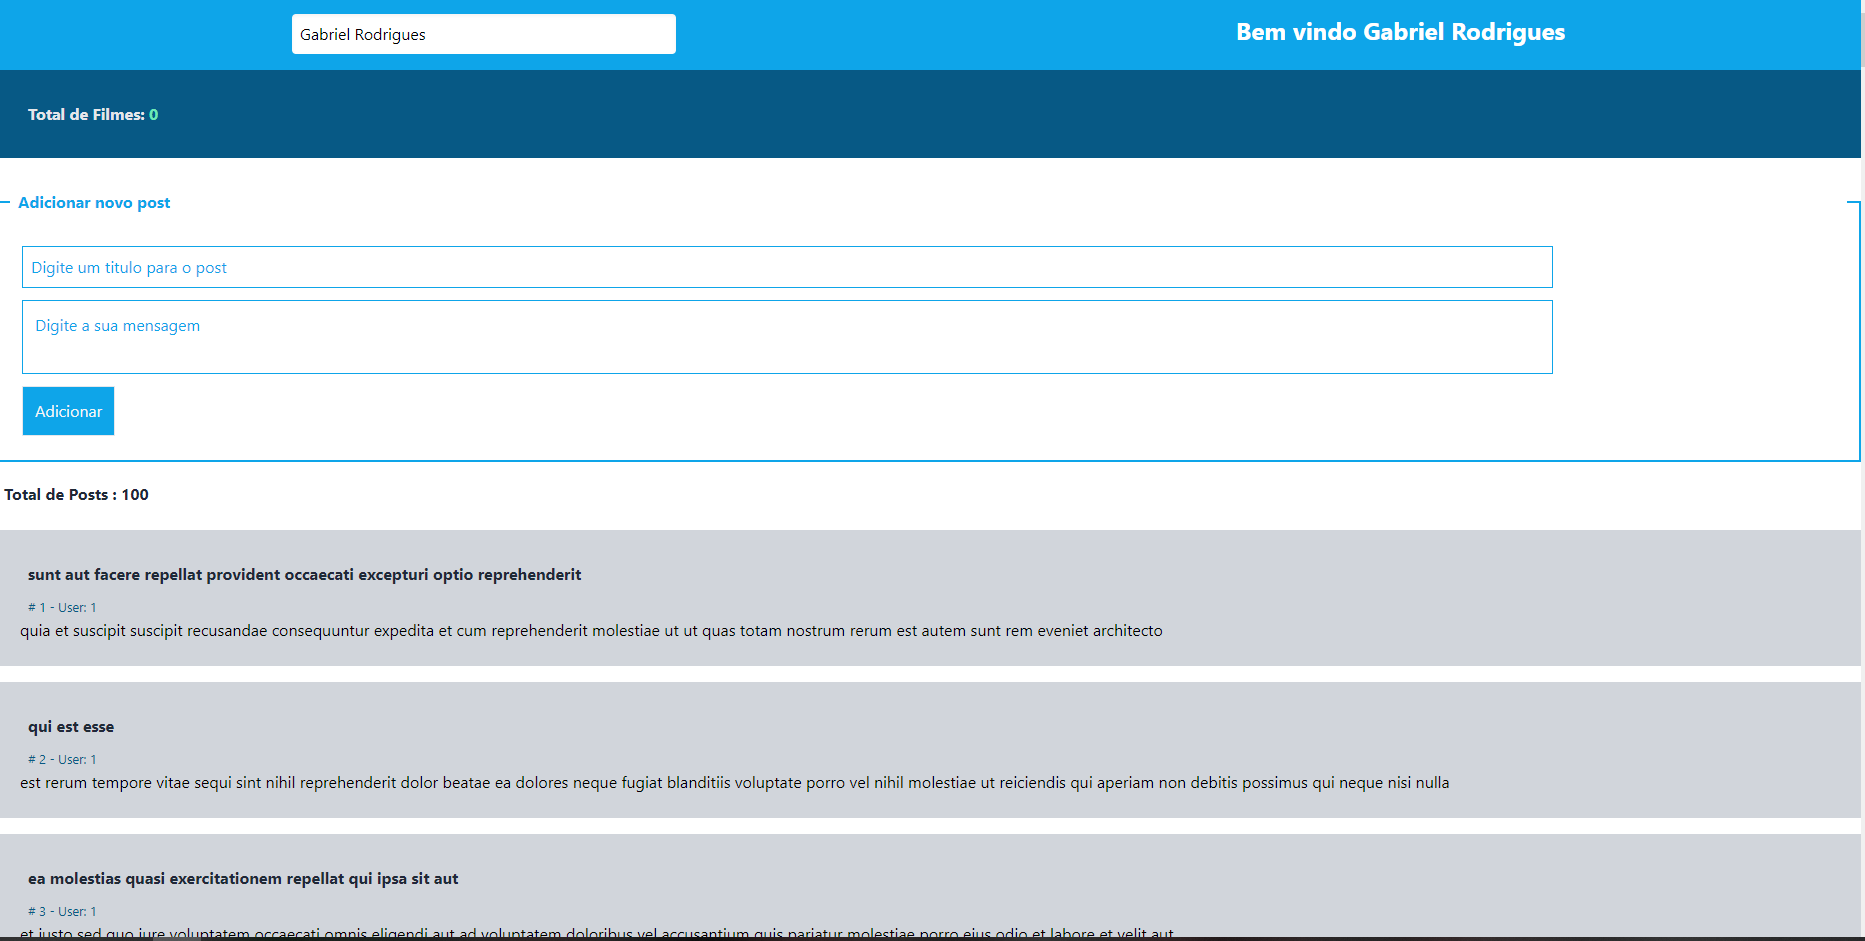 Gabriel Rodrigues
Bem vindo Gabriel Rodrigues
Total de Filmes: 0
Adicionar novo post
Digite um titulo para o post
Digite a sua mensagem
Adicionar
Total de Posts : 100
sunt aut facere repellat provident occaecati excepturi optio reprehenderit
# 1 - User: 1
quia et suscipit suscipit recusandae consequuntur expedita et cum reprehenderit molestiae ut ut quas totam nostrum rerum est autem sunt rem eveniet architecto
qui est esse
# 2 - User: 1
est rerum tempore vitae sequi sint nihil reprehenderit dolor beatae ea dolores neque fugiat blanditiis voluptate porro vel nihil molestiae ut reiciendis qui aperiam non debitis possimus qui neque nisi nulla
ea molestias quasi exercitationem repellat qui ipsa sit aut
# 3 - User: 1
et iusto sed quo iure voluptatem occaecati omnis eligendi aut ad voluptatem doloribus vel accusantium quis pariatur molestiae porro eius odio et labore et velit aut